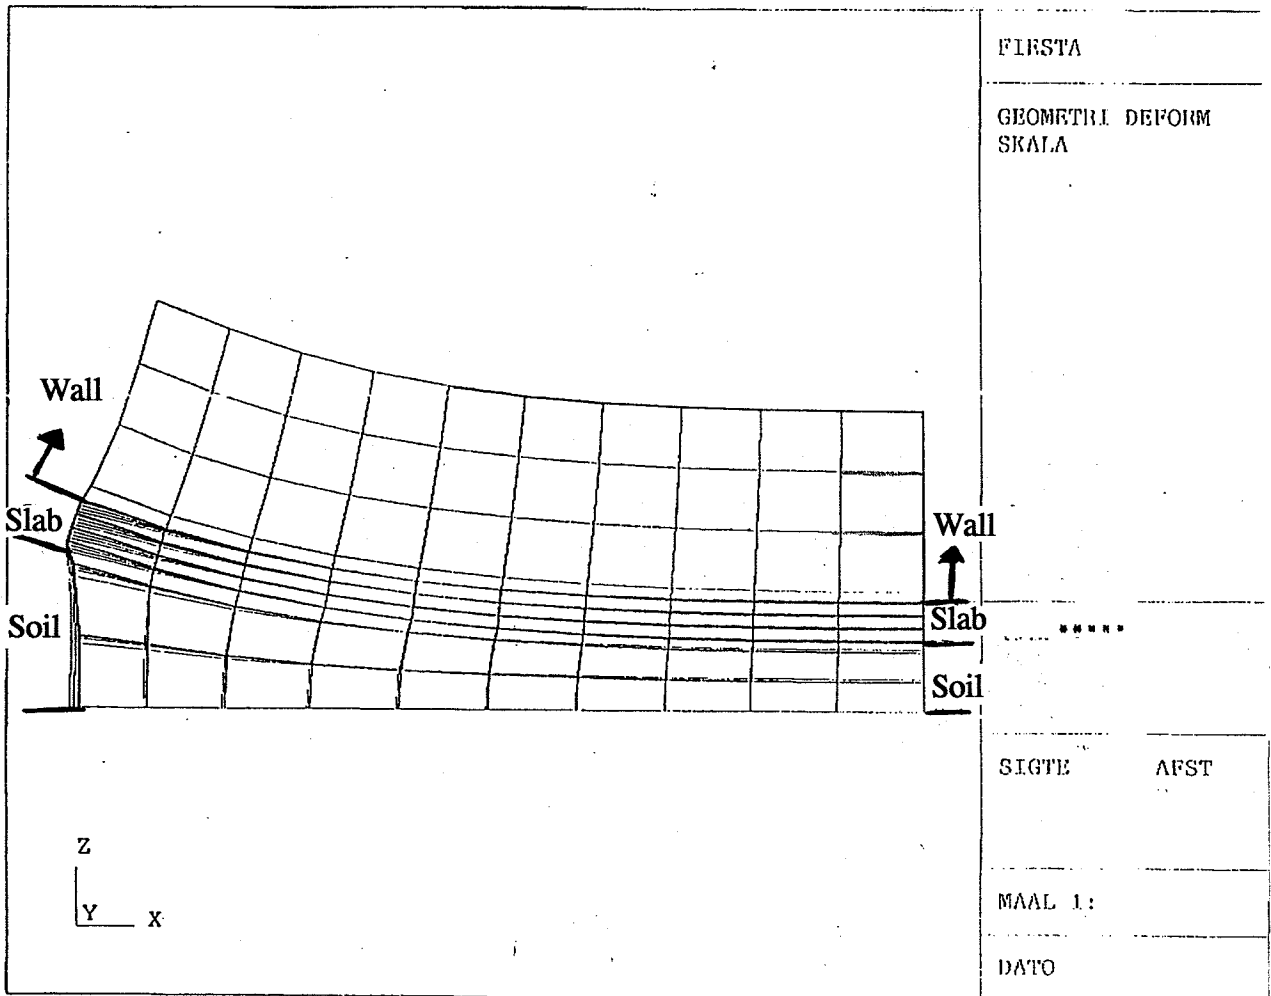 FIESTA
GEOMETRI DEFORM
SKALA
Wall
Slab
Soil
Wall
Slab
*****
Soil
SIGTE AFST
Z
Y X
MAAL 1:
DATO